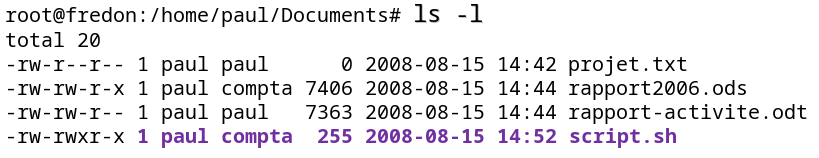 root@fredon:/home/paul/Documents# ls -l
total 20
-rw-r--r-- 1 paul paul      0 2008-08-15 14:42 projet.txt
-rw-rw-r-x 1 paul compta 7406 2008-08-15 14:44 rapport2006.ods
-rw-rw-r-- 1 paul paul   7363 2008-08-15 14:44 rapport-activite.odt
-rw-rwxr-x 1 paul compta  255 2008-08-15 14:52 script.sh